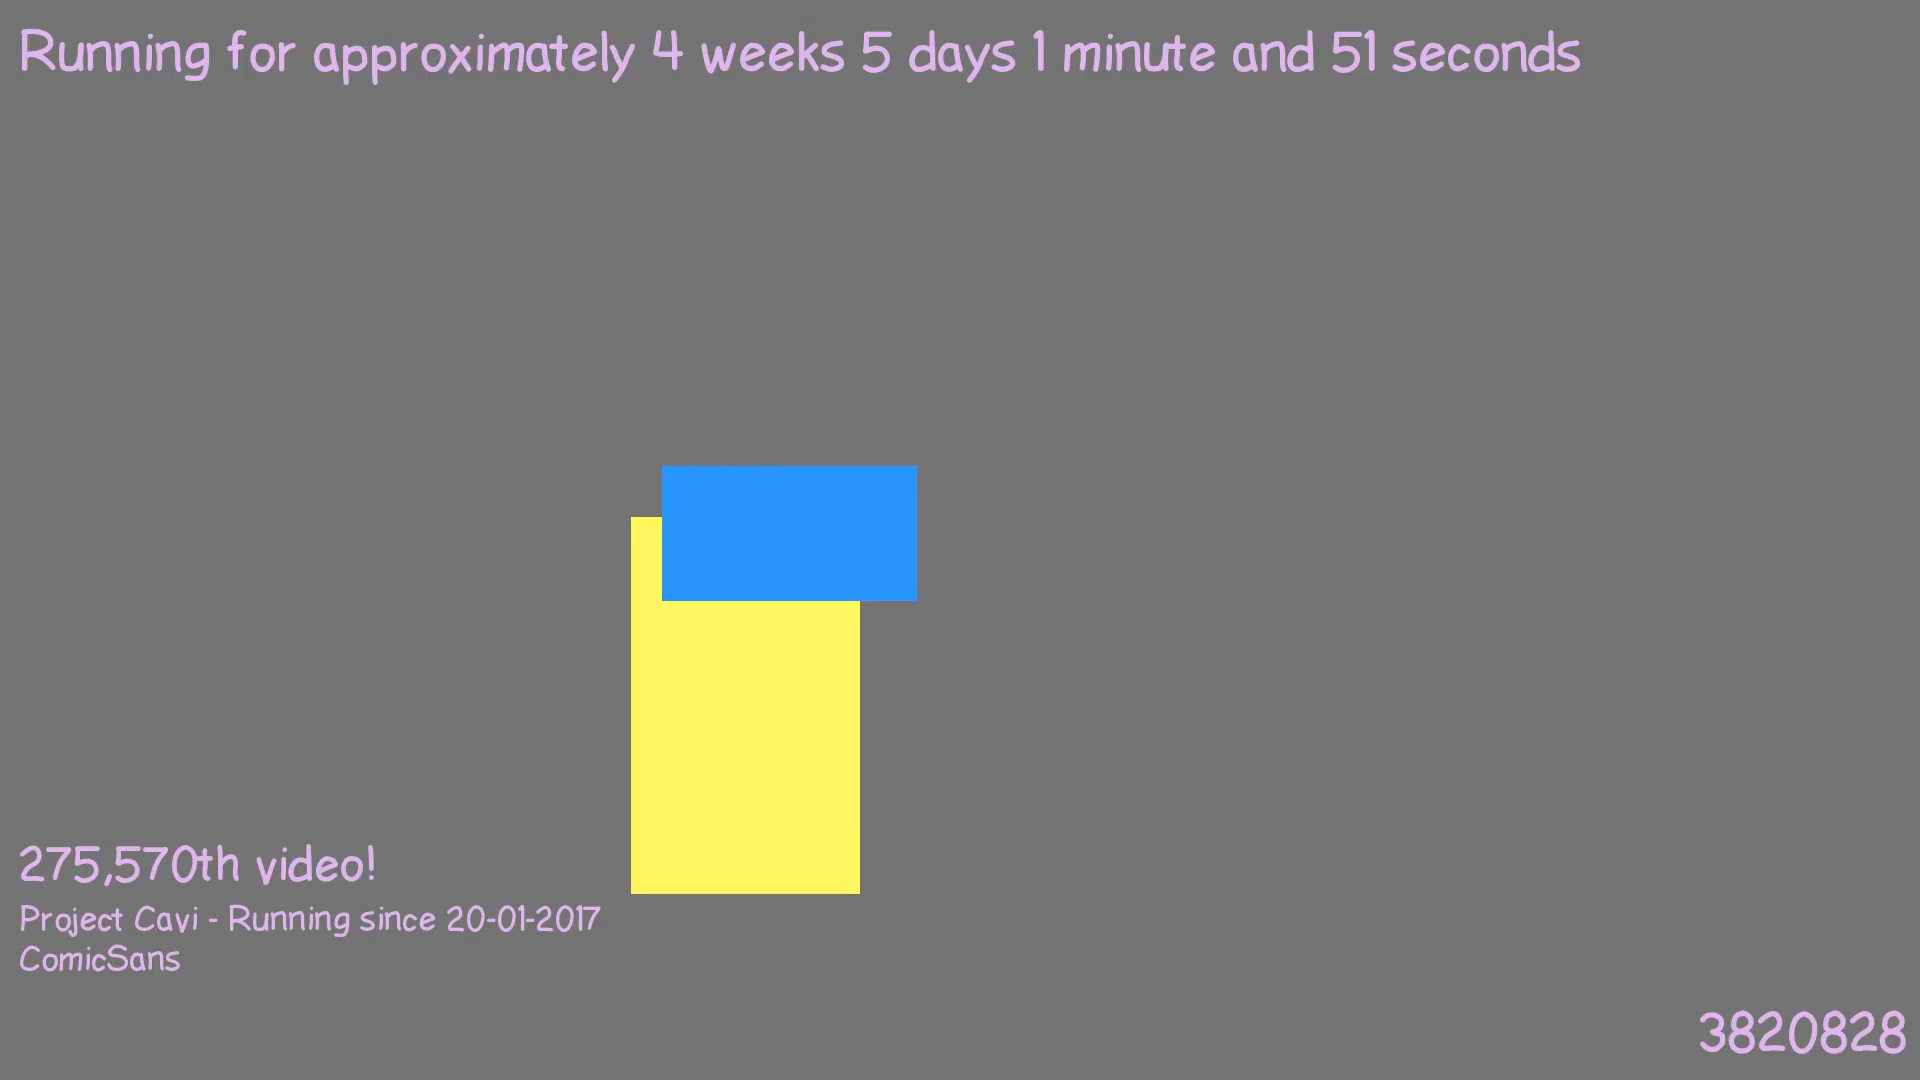 Running for approximately 4 weeks 5 days 1 minute and 51 seconds
275,570th video!
Project Cavi - Running since 20-01-2017
ComicSans
3820828